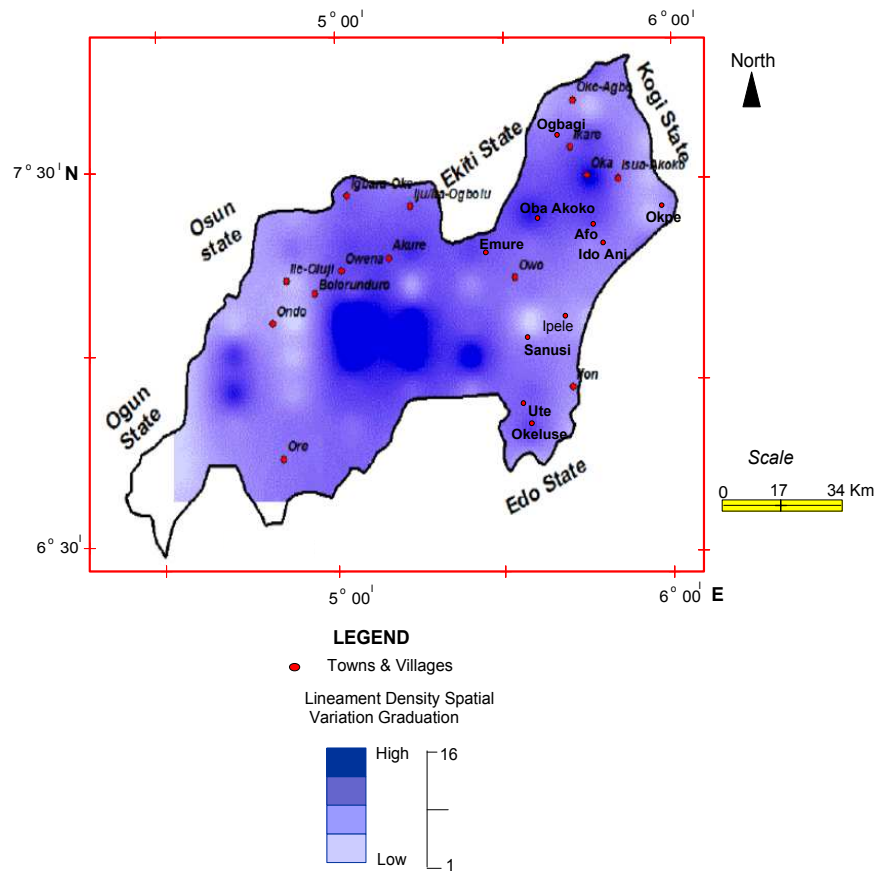 5° 00' 6° 00'
North
Kogi State
Oke-Agbe
Ogbagi
Ikare
Ekiti State
7° 30' N
Oka
Isua-Akoko
Igbara-Oke
Iju/Ita-Ogbolu
Osun
state
Oba Akoko
Okpe
Afo
Emure
Ido Ani
Akure
Owena
Owo
Ile-Oluji
Bolorunduro
Ondo
Ipele
Sanusi
Ifon
Ogun
State
Ute
Okeluse
Ore
Edo State
Scale
0 17 34 Km
6° 30'
5° 00' 6° 00' E
LEGEND
Towns & Villages
Lineament Density Spatial
Variation Graduation
High 16
Low 1